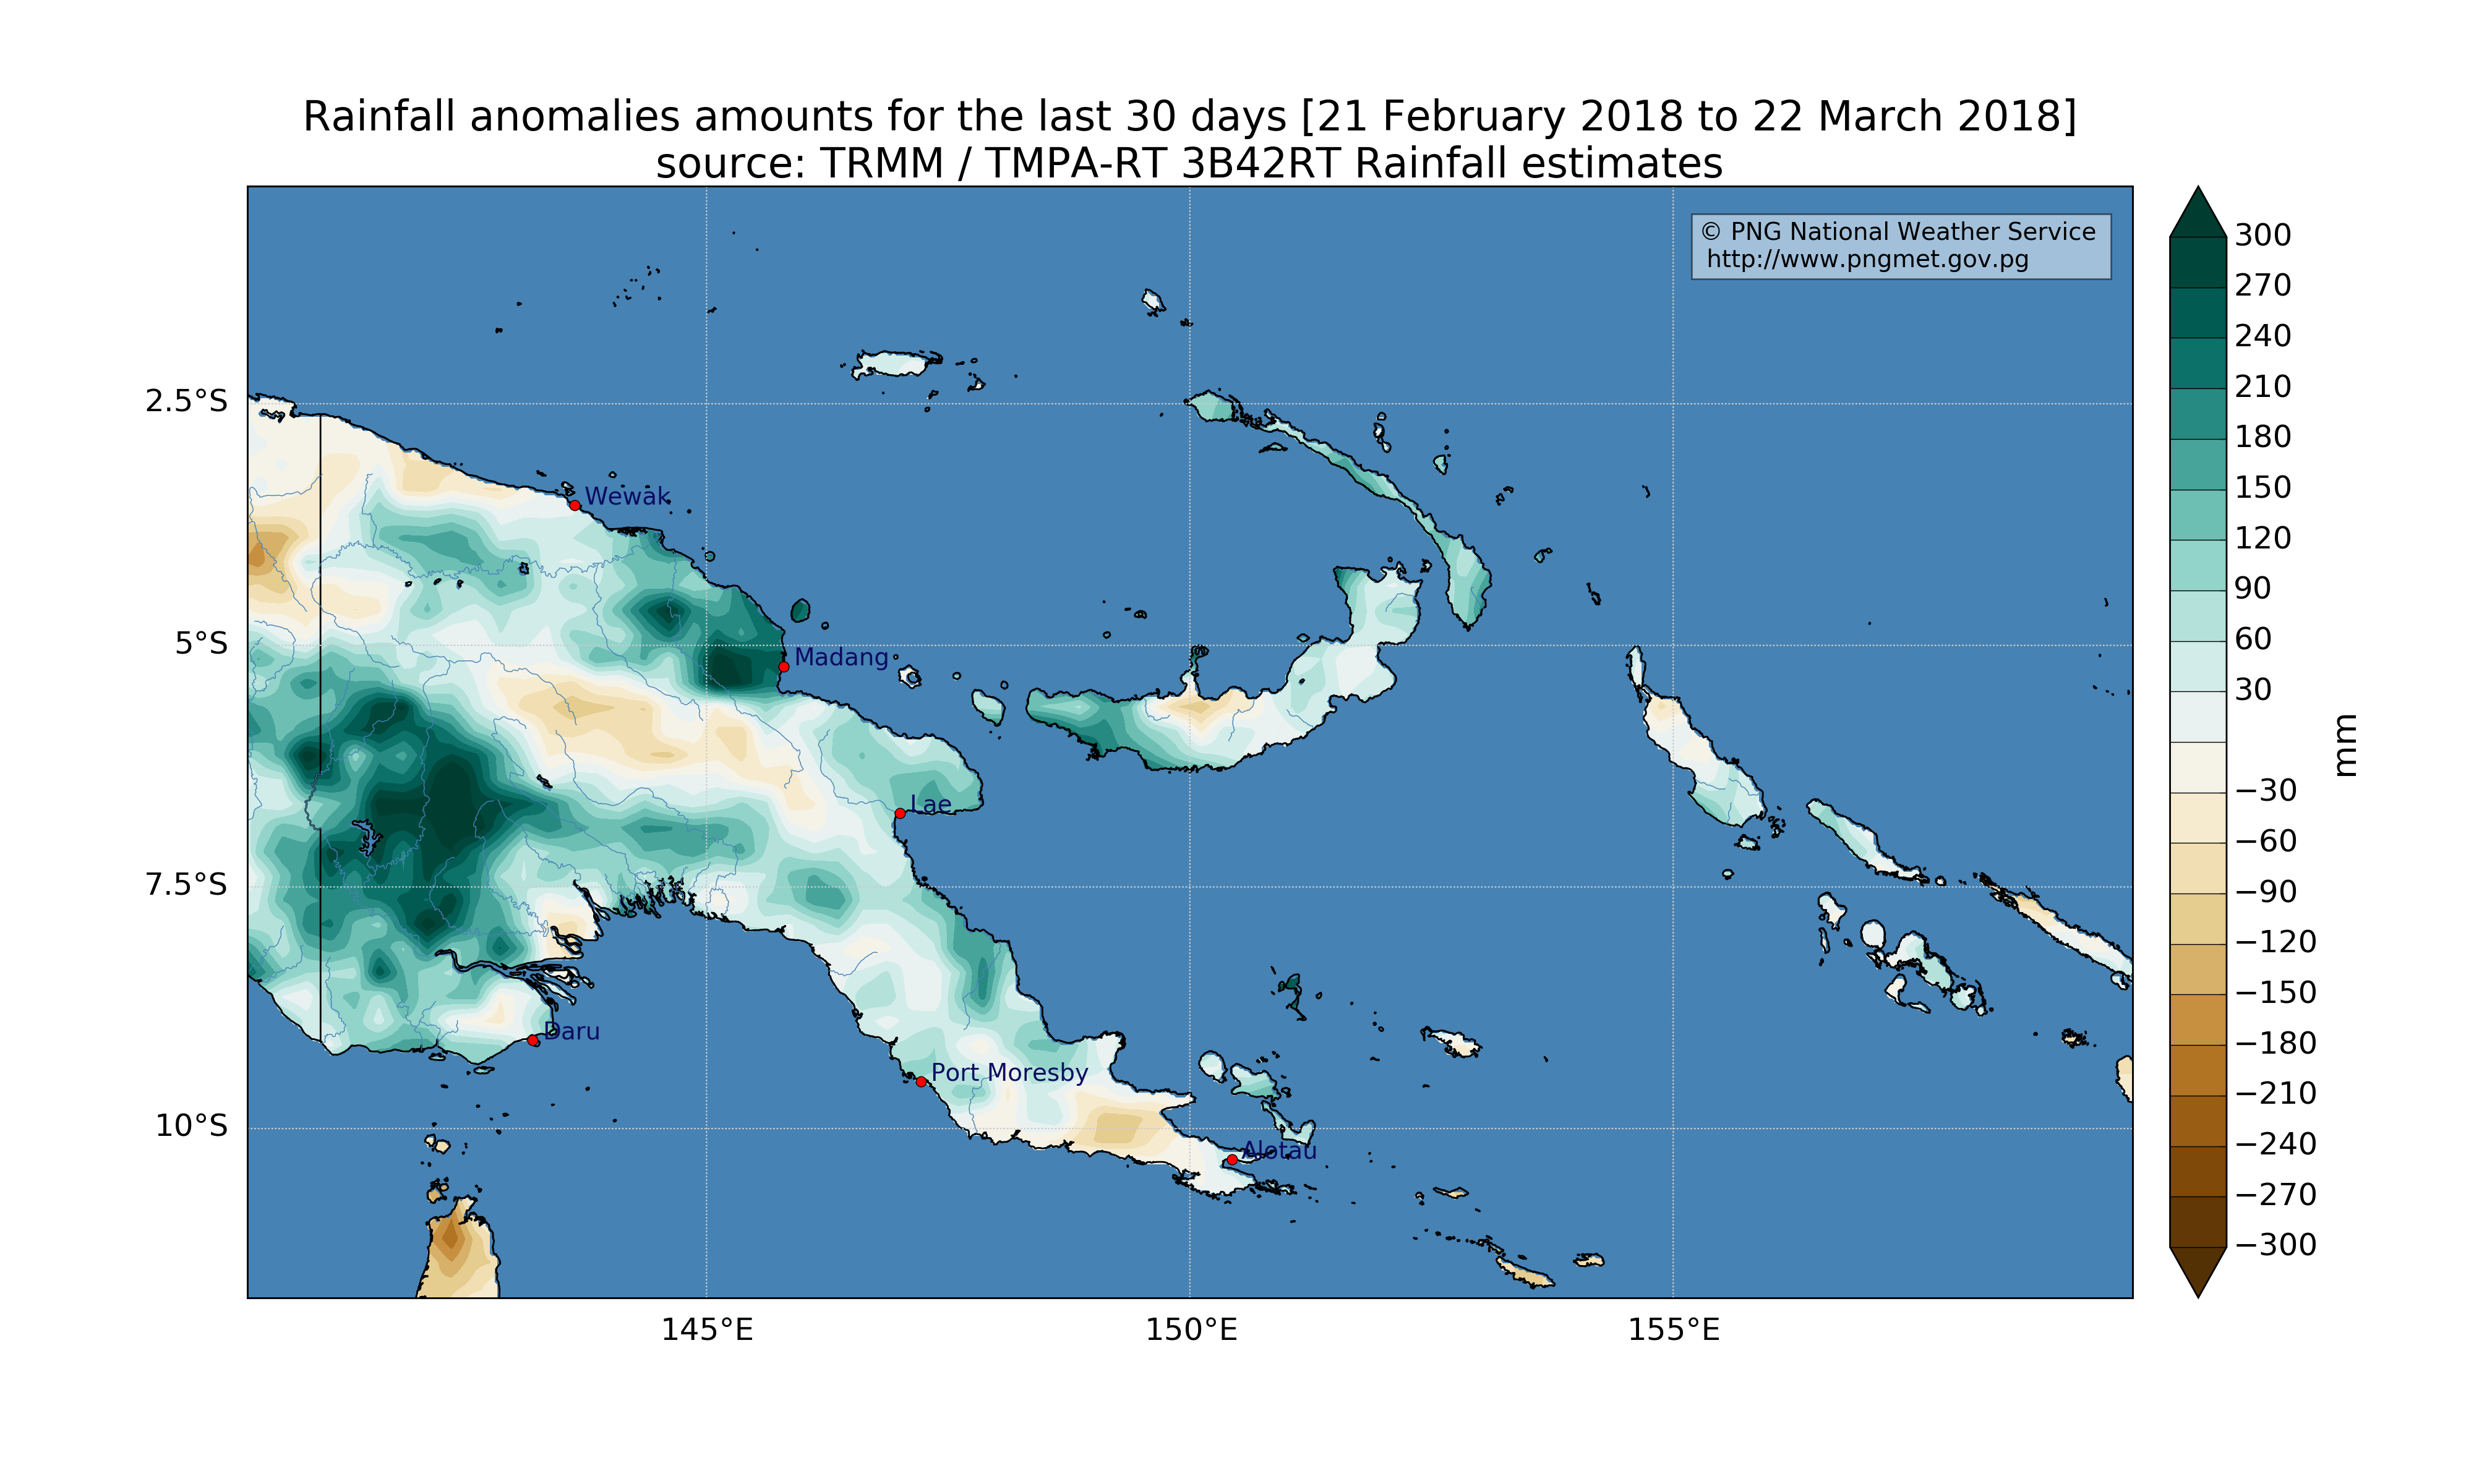 Rainfall anomalies amounts for the last 30 days [21 February 2018 to 22 March 2018]
source: TRMM / TMPA-RT 3B42RT Rainfall estimates
© PNG National Weather Service
http://www.pngmet.gov.pg
2.5°S
5°S
7.5°S
10°S
Wewak
Madang
Lae
Daru
Port Moresby
Alotau
145°E
150°E
155°E
300
270
240
210
180
150
120
90
60
30
−30
−60
−90
−120
−150
−180
−210
−240
−270
−300
mm